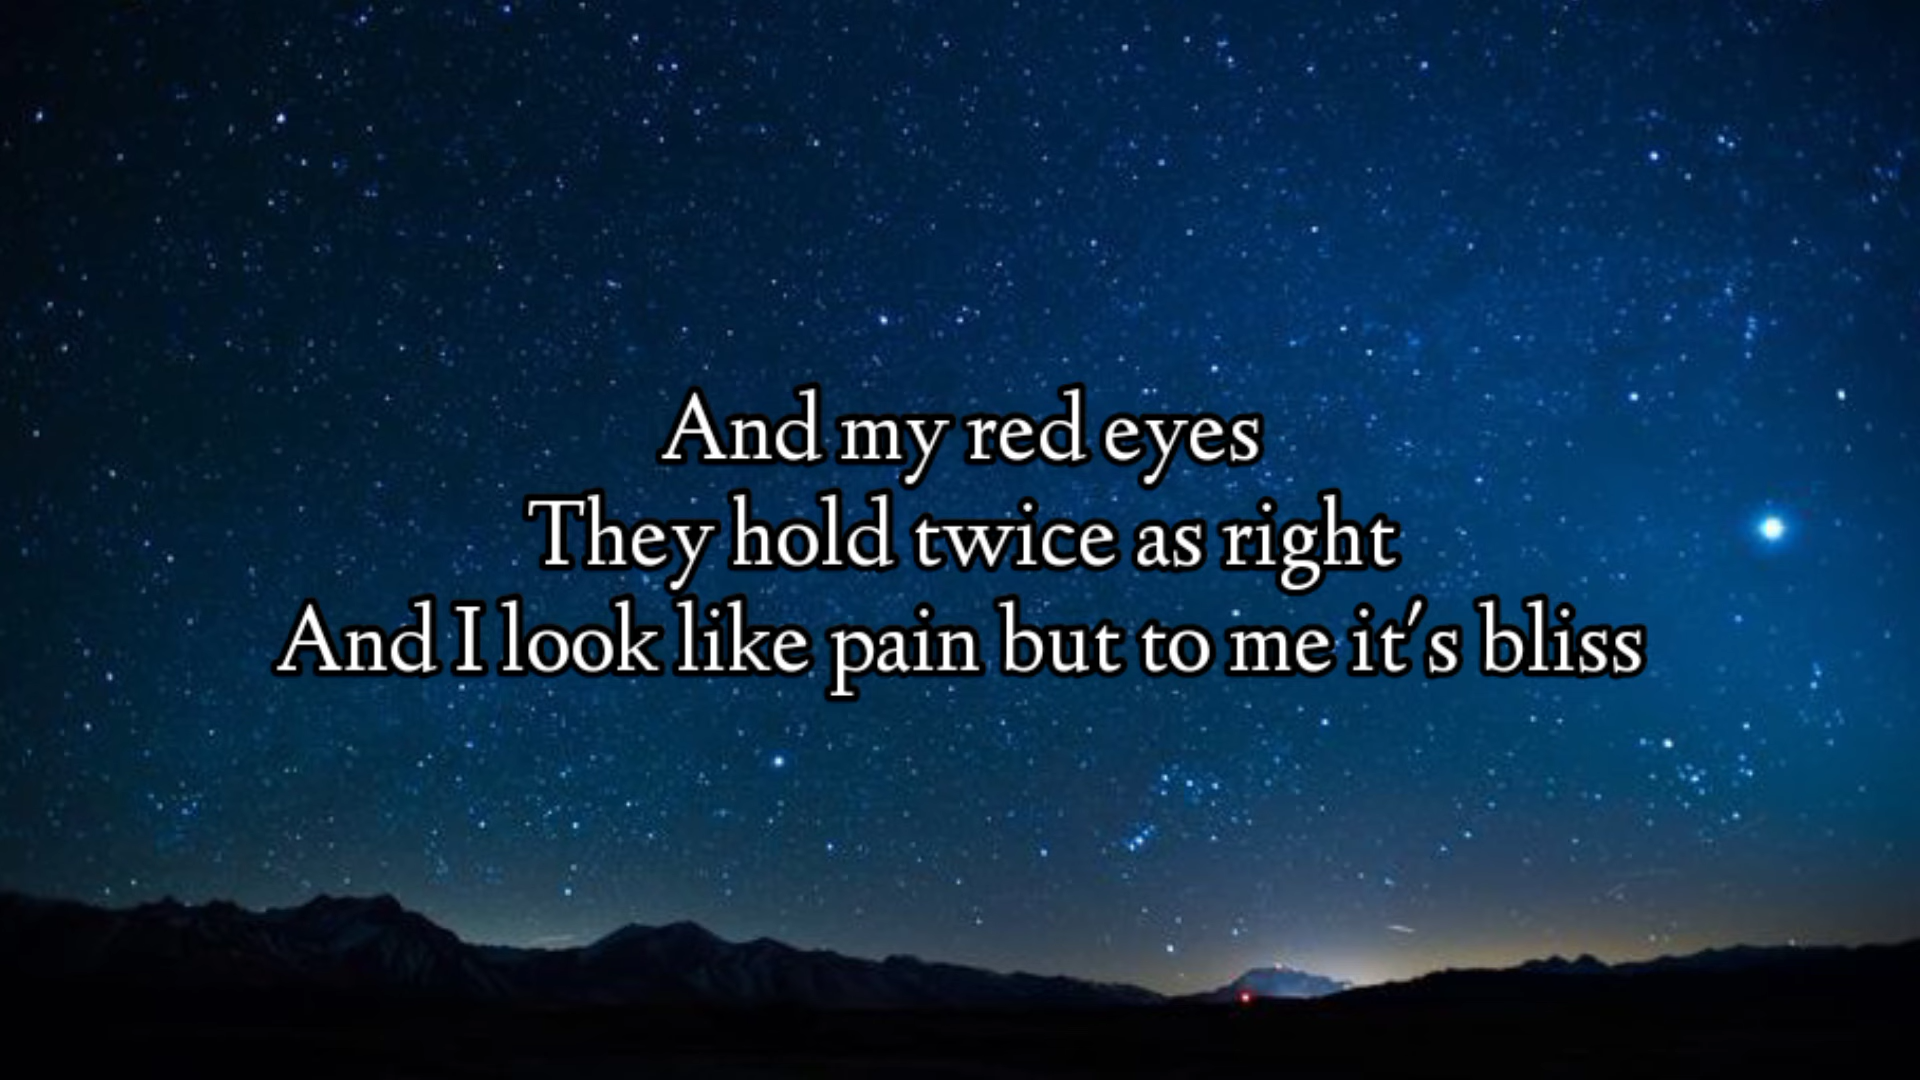 And my red eyes
They hold twice as right
And I look like pain but to me it's bliss